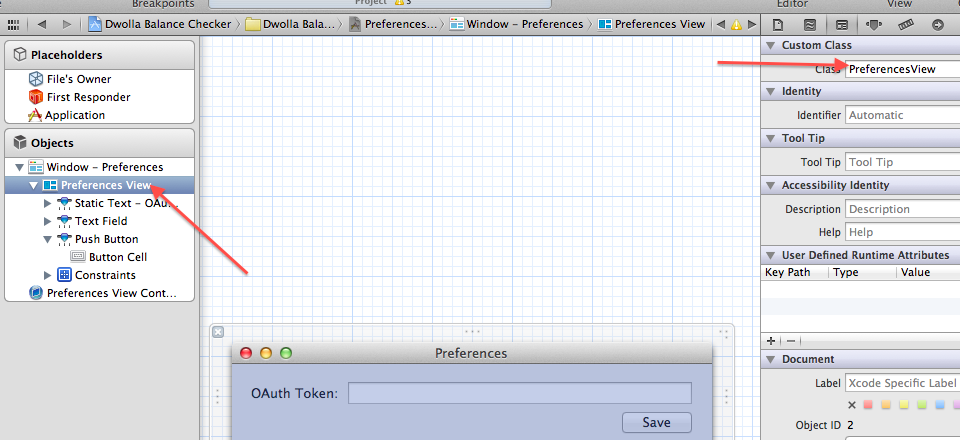 Breakpoints
Project
3
Editor
View
Dwolla Balance Checker
Dwolla Bala...
Preferences...
Window – Preferences
Preferences View
Placeholders
File's Owner
First Responder
Application
Objects
Window – Preferences
Preferences View
Static Text – OAu...
Text Field
Push Button
Button Cell
Constraints
Preferences View Cont...
Preferences
OAuth Token:
Save
Custom Class
Class PreferencesView
Identity
Identifier Automatic
Tool Tip
Tool Tip Tool Tip
Accessibility Identity
Description Description
Help Help
User Defined Runtime Attributes
Key Path Type Value
Document
Label Xcode Specific Label
Object ID 2